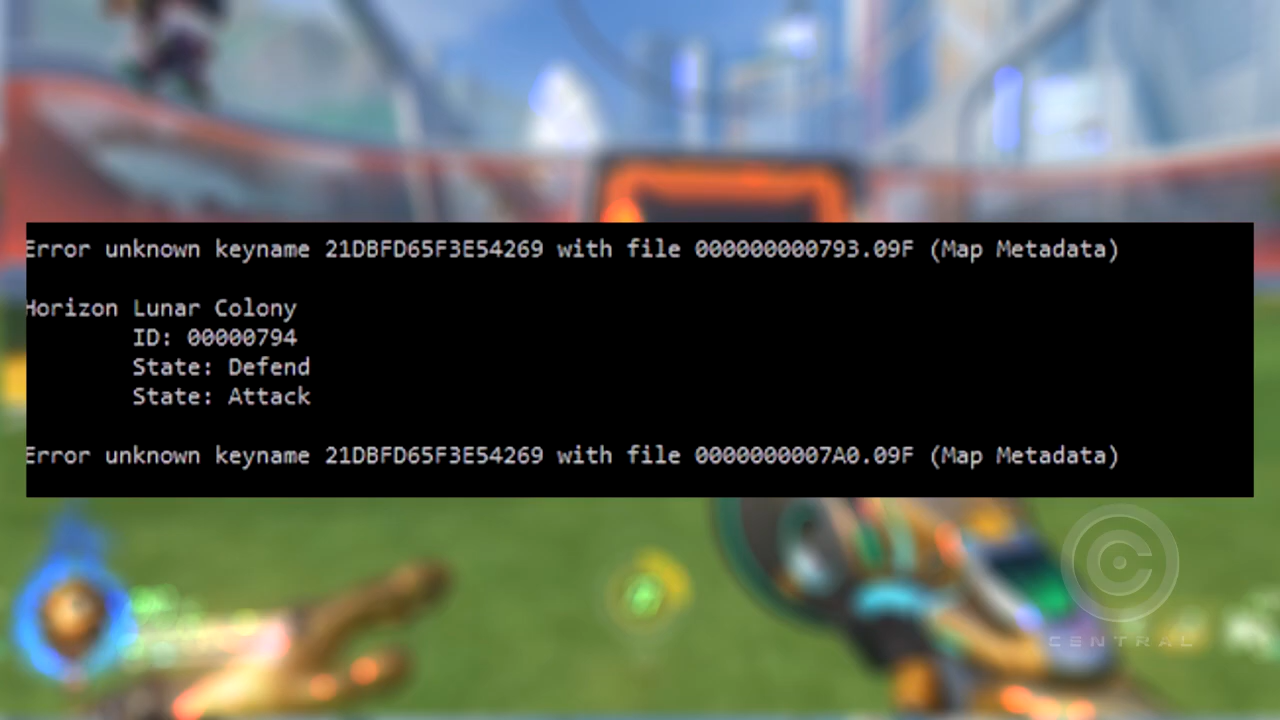 Error unknown keyname 21DBFD65F3E54269 with file 000000000793.09F (Map Metadata)
Horizon Lunar Colony
ID: 00000794
State: Defend
State: Attack
Error unknown keyname 21DBFD65F3E54269 with file 0000000007A0.09F (Map Metadata)
CENTRAL